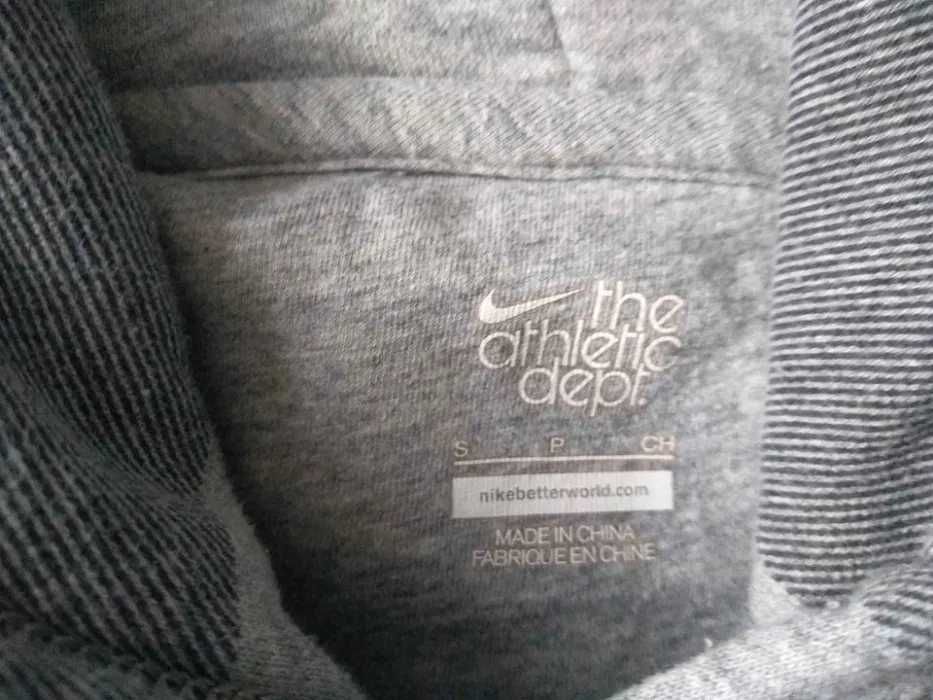 the
athletic
dept.
S P CH
nikebetterworld.com
MADE IN CHINA
FABRIQUE EN CHINE